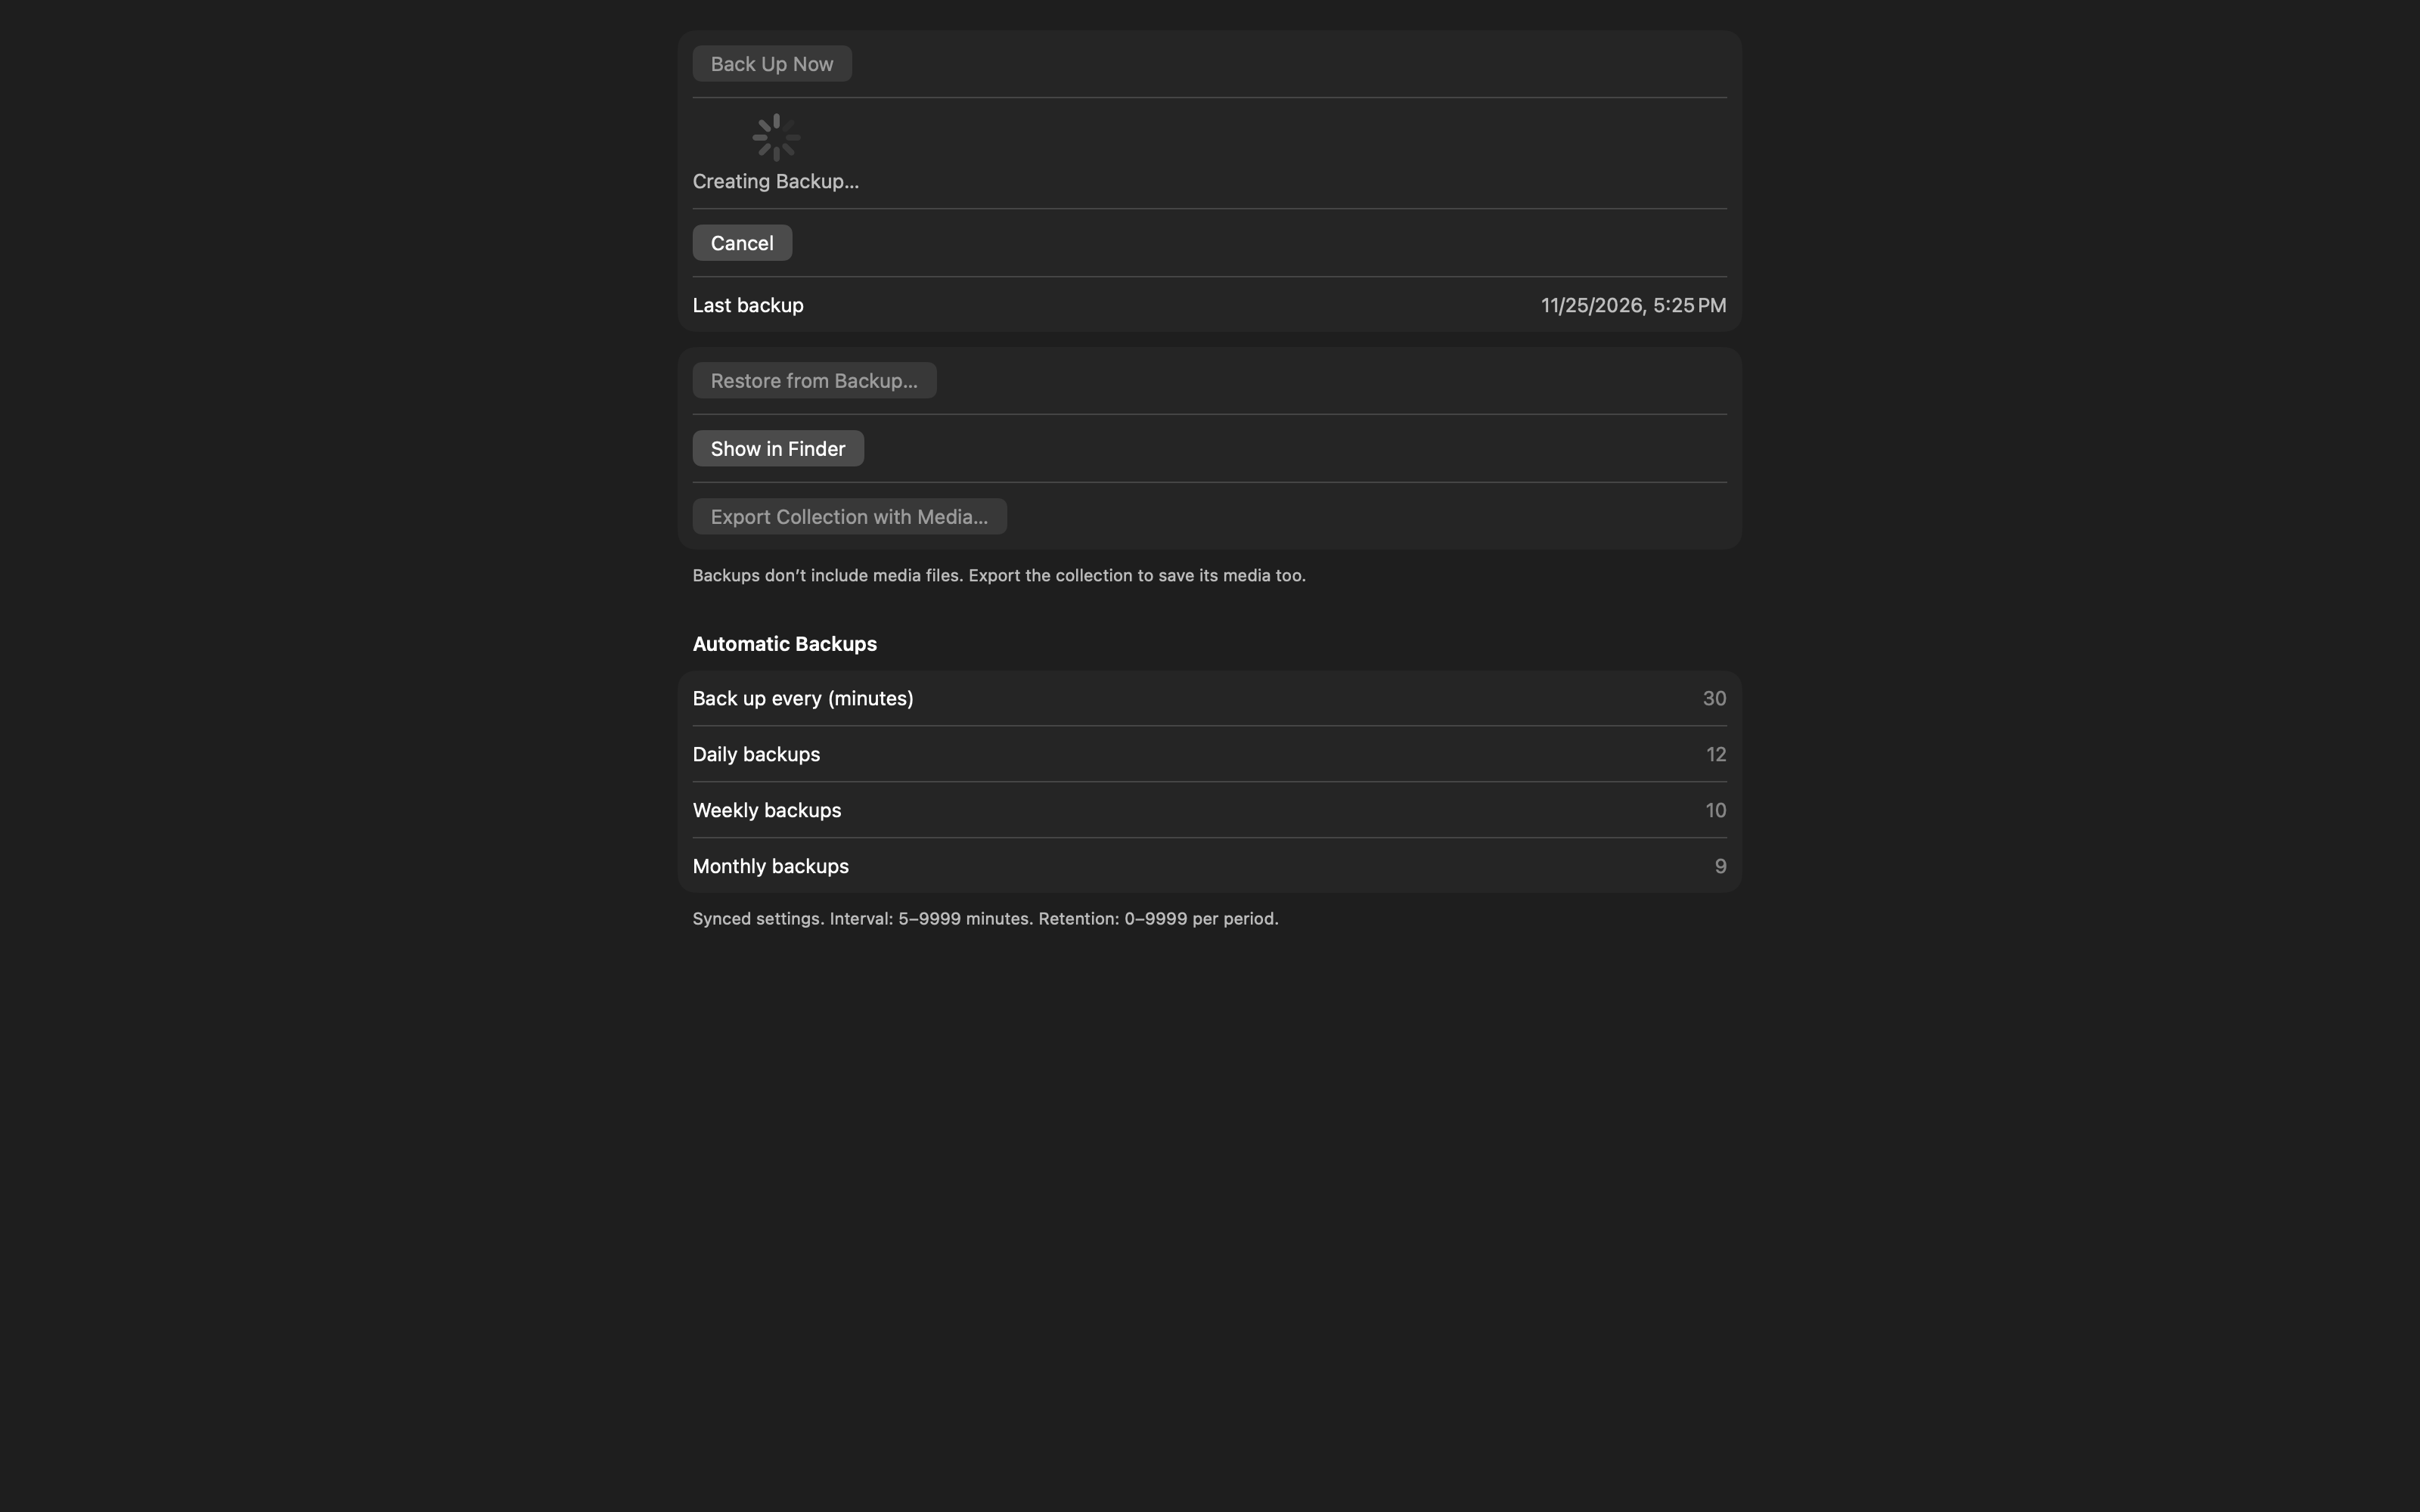 Back Up Now
Creating Backup...
Cancel
Last backup 11/25/2026, 5:25 PM
Restore from Backup...
Show in Finder
Export Collection with Media...
Backups don’t include media files. Export the collection to save its media too.
Automatic Backups
Back up every (minutes) 30
Daily backups 12
Weekly backups 10
Monthly backups 9
Synced settings. Interval: 5–9999 minutes. Retention: 0–9999 per period.